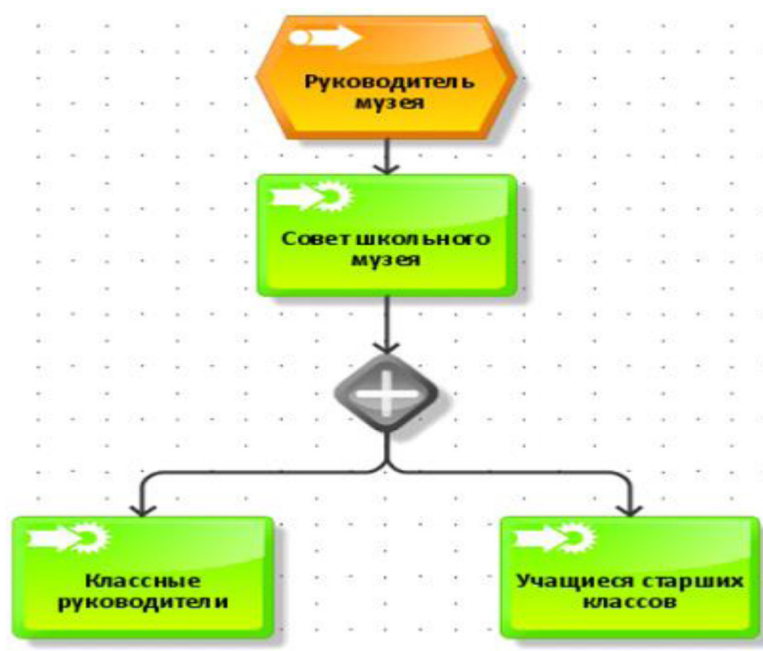 Руководитель
музея
Совет школьного
музея
Классные
руководители
Учащиеся старших
классов